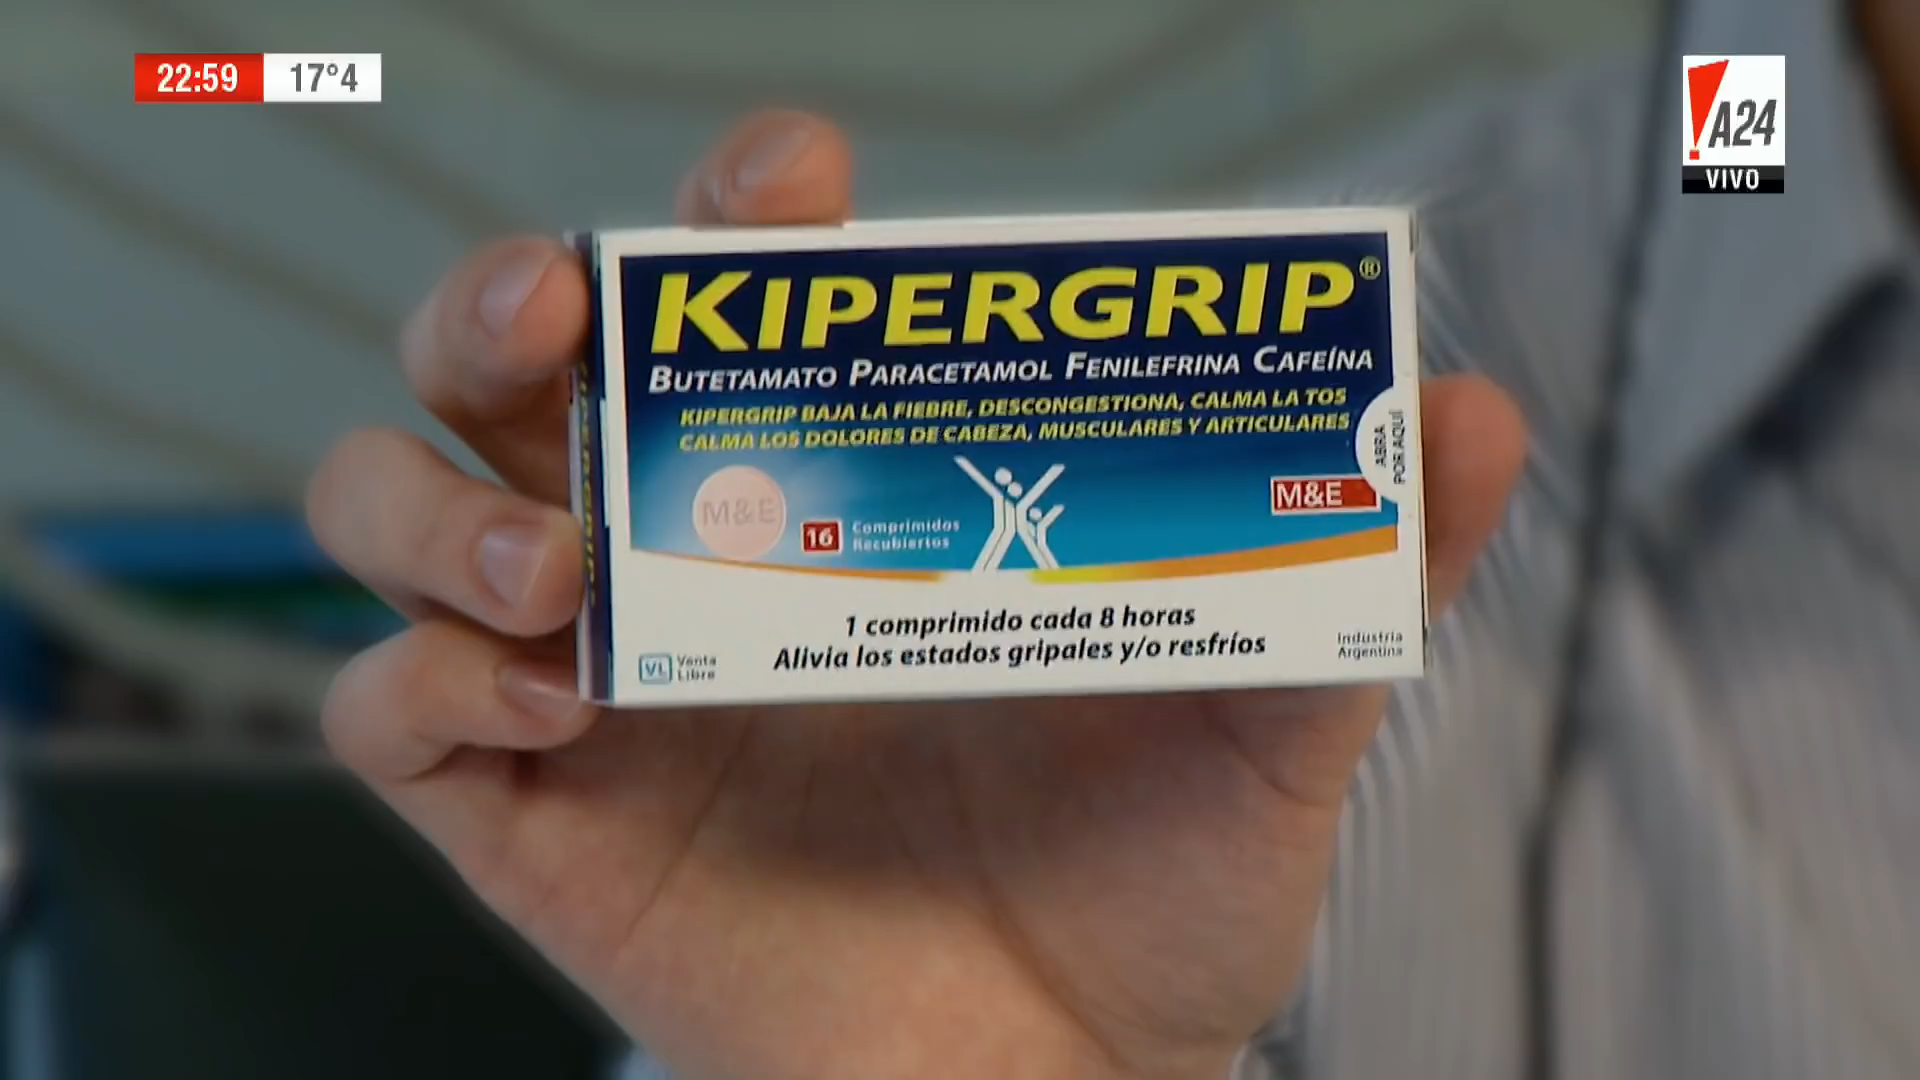 22:59 17°4
!A24
VIVO
KIPERGRIP®
BUTETAMATO PARACETAMOL FENILEFRINA CAFEÍNA
KIPERGRIP BAJA LA FIEBRE, DESCONGESTIONA, CALMA LA TOS
CALMA LOS DOLORES DE CABEZA, MUSCULARES Y ARTICULARES
ABRA
POR AQUÍ
M&E
M&E
16 Comprimidos
Recubiertos
1 comprimido cada 8 horas
Alivia los estados gripales y/o resfríos
VL Venta
Libre
Industria
Argentina